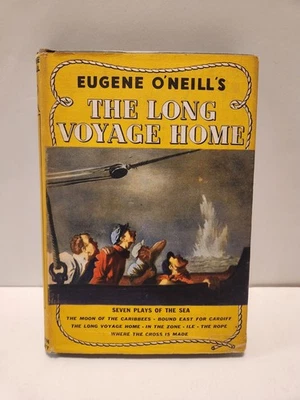 EUGENE O'NEILL'S
THE LONG
VOYAGE HOME
SEVEN PLAYS OF THE SEA
THE MOON OF THE CARIBBEES - BOUND EAST FOR CARDIFF
THE LONG VOYAGE HOME - IN THE ZONE - ILE - THE ROPE
WHERE THE CROSS IS MADE